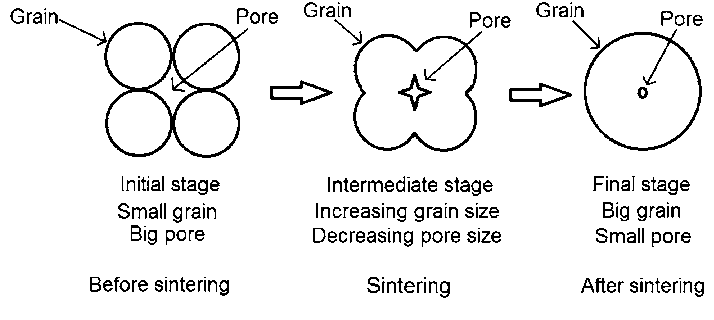 Grain
Pore
Grain
Pore
Grain
Pore
Initial stage
Small grain
Big pore
Before sintering
Intermediate stage
Increasing grain size
Decreasing pore size
Sintering
Final stage
Big grain
Small pore
After sintering